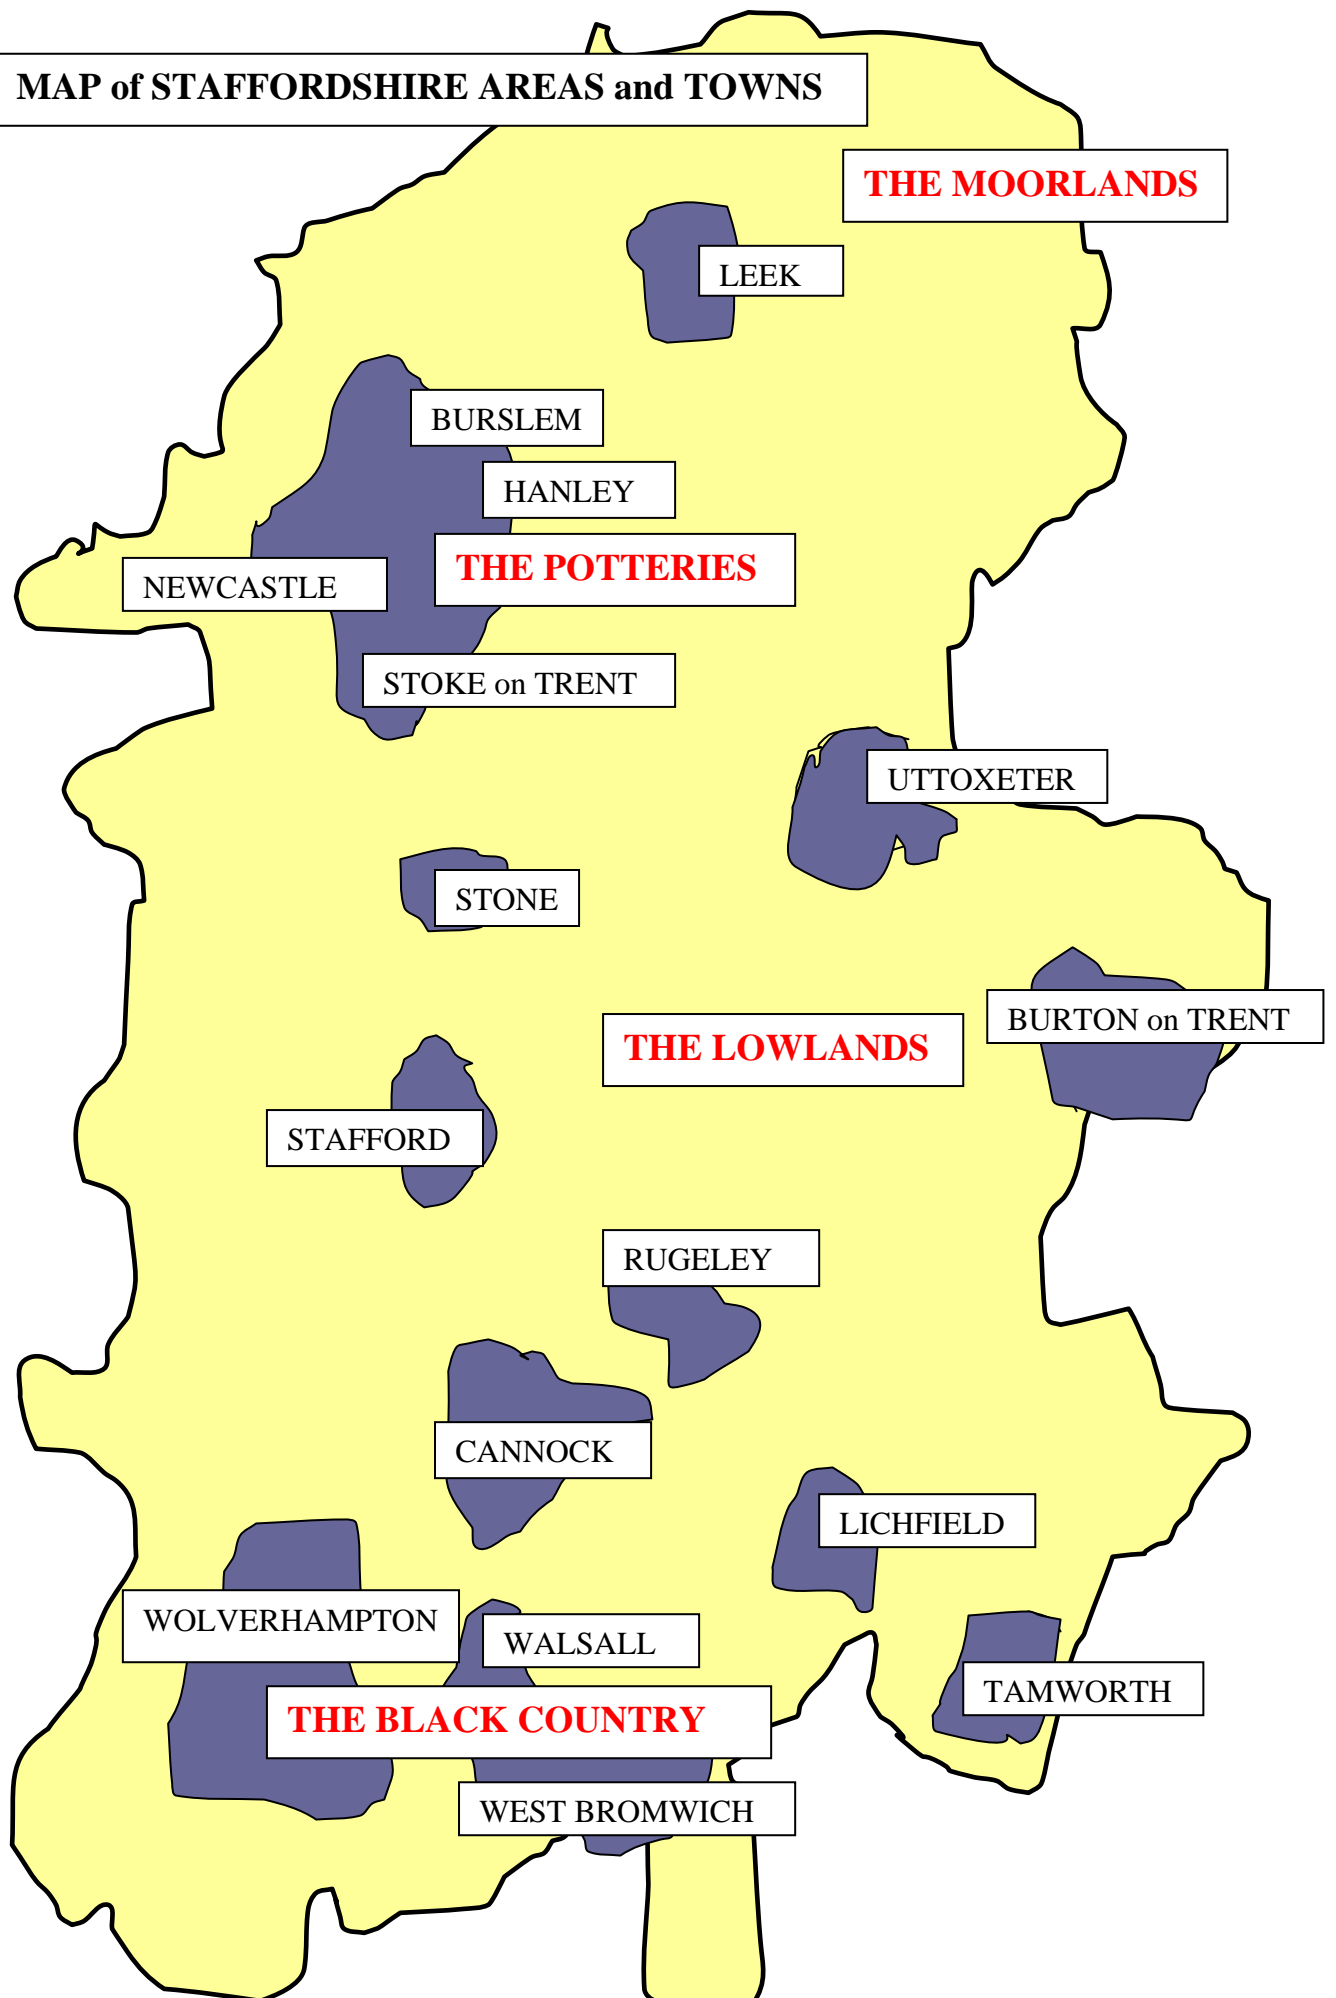 MAP of STAFFORDSHIRE AREAS and TOWNS
THE MOORLANDS
LEEK
BURSLEM
HANLEY
THE POTTERIES
NEWCASTLE
STOKE on TRENT
UTTOXETER
STONE
BURTON on TRENT
THE LOWLANDS
STAFFORD
RUGELEY
CANNOCK
LICHFIELD
WOLVERHAMPTON
WALSALL
TAMWORTH
THE BLACK COUNTRY
WEST BROMWICH